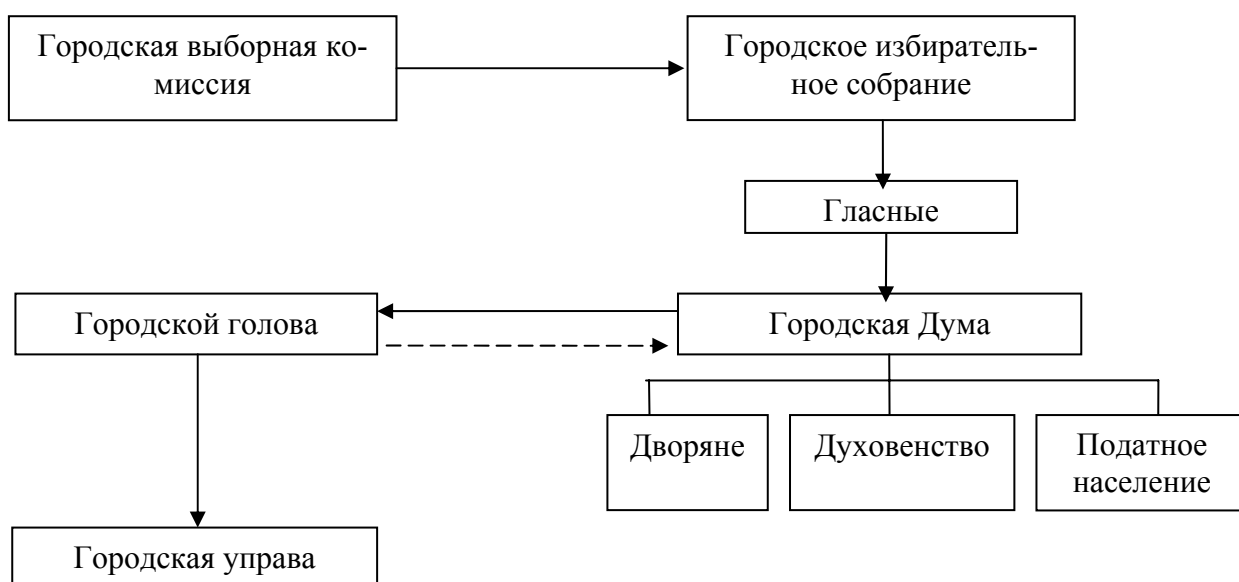 Городская выборная ко-
миссия
Городское избиратель-
ное собрание
Гласные
Городской голова
Городская Дума
Дворяне
Духовенство
Податное
население
Городская управа